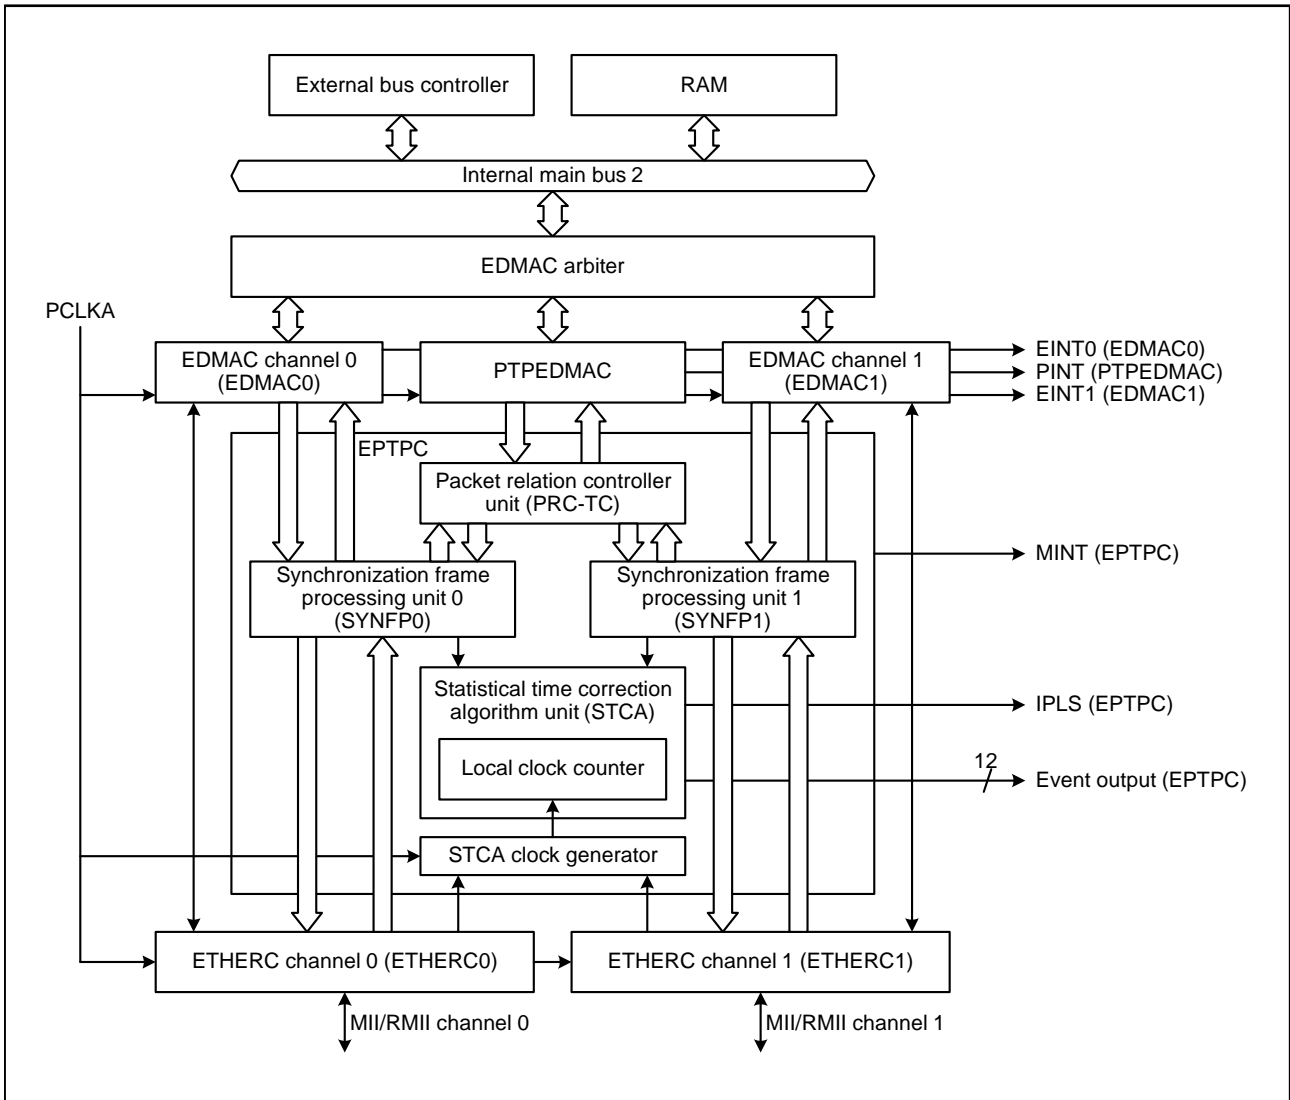 External bus controller
RAM
Internal main bus 2
EDMAC arbiter
PCLKA
EDMAC channel 0
(EDMAC0)
PTPEDMAC
EDMAC channel 1
(EDMAC1)
EINT0 (EDMAC0)
PINT (PTPEDMAC)
EINT1 (EDMAC1)
EPTPC
Packet relation controller
unit (PRC-TC)
MINT (EPTPC)
Synchronization frame
processing unit 0
(SYNFP0)
Synchronization frame
processing unit 1
(SYNFP1)
Statistical time correction
algorithm unit (STCA)
IPLS (EPTPC)
Local clock counter
12
Event output (EPTPC)
STCA clock generator
ETHERC channel 0 (ETHERC0)
ETHERC channel 1 (ETHERC1)
MII/RMII channel 0
MII/RMII channel 1